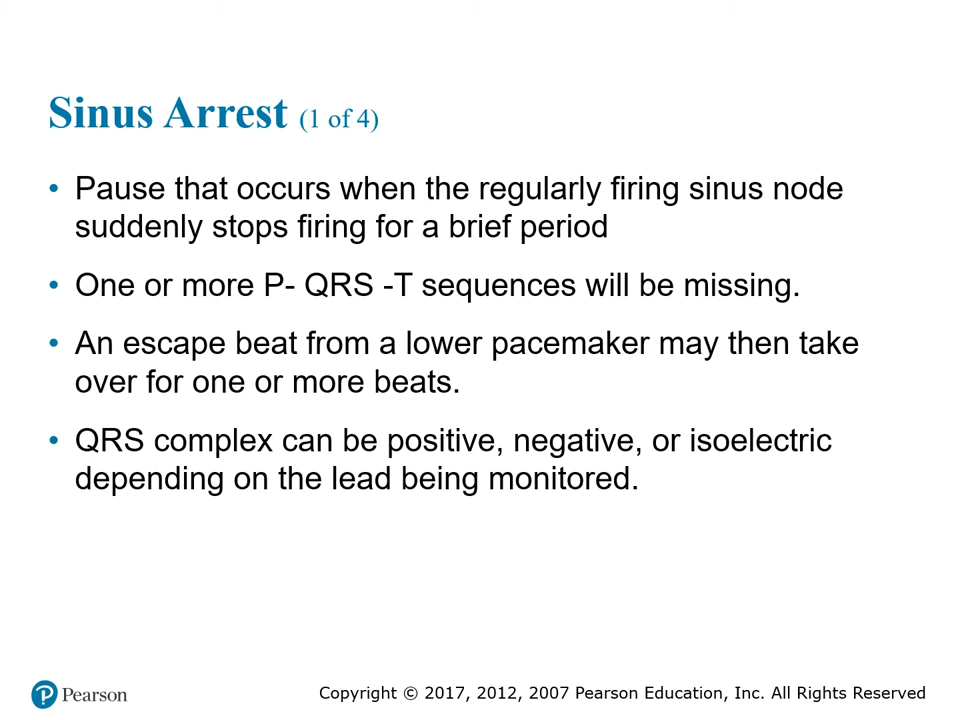 Sinus Arrest (1 of 4)
• Pause that occurs when the regularly firing sinus node
suddenly stops firing for a brief period
• One or more P- QRS -T sequences will be missing.
• An escape beat from a lower pacemaker may then take
over for one or more beats.
• QRS complex can be positive, negative, or isoelectric
depending on the lead being monitored.
P Pearson
Copyright © 2017, 2012, 2007 Pearson Education, Inc. All Rights Reserved